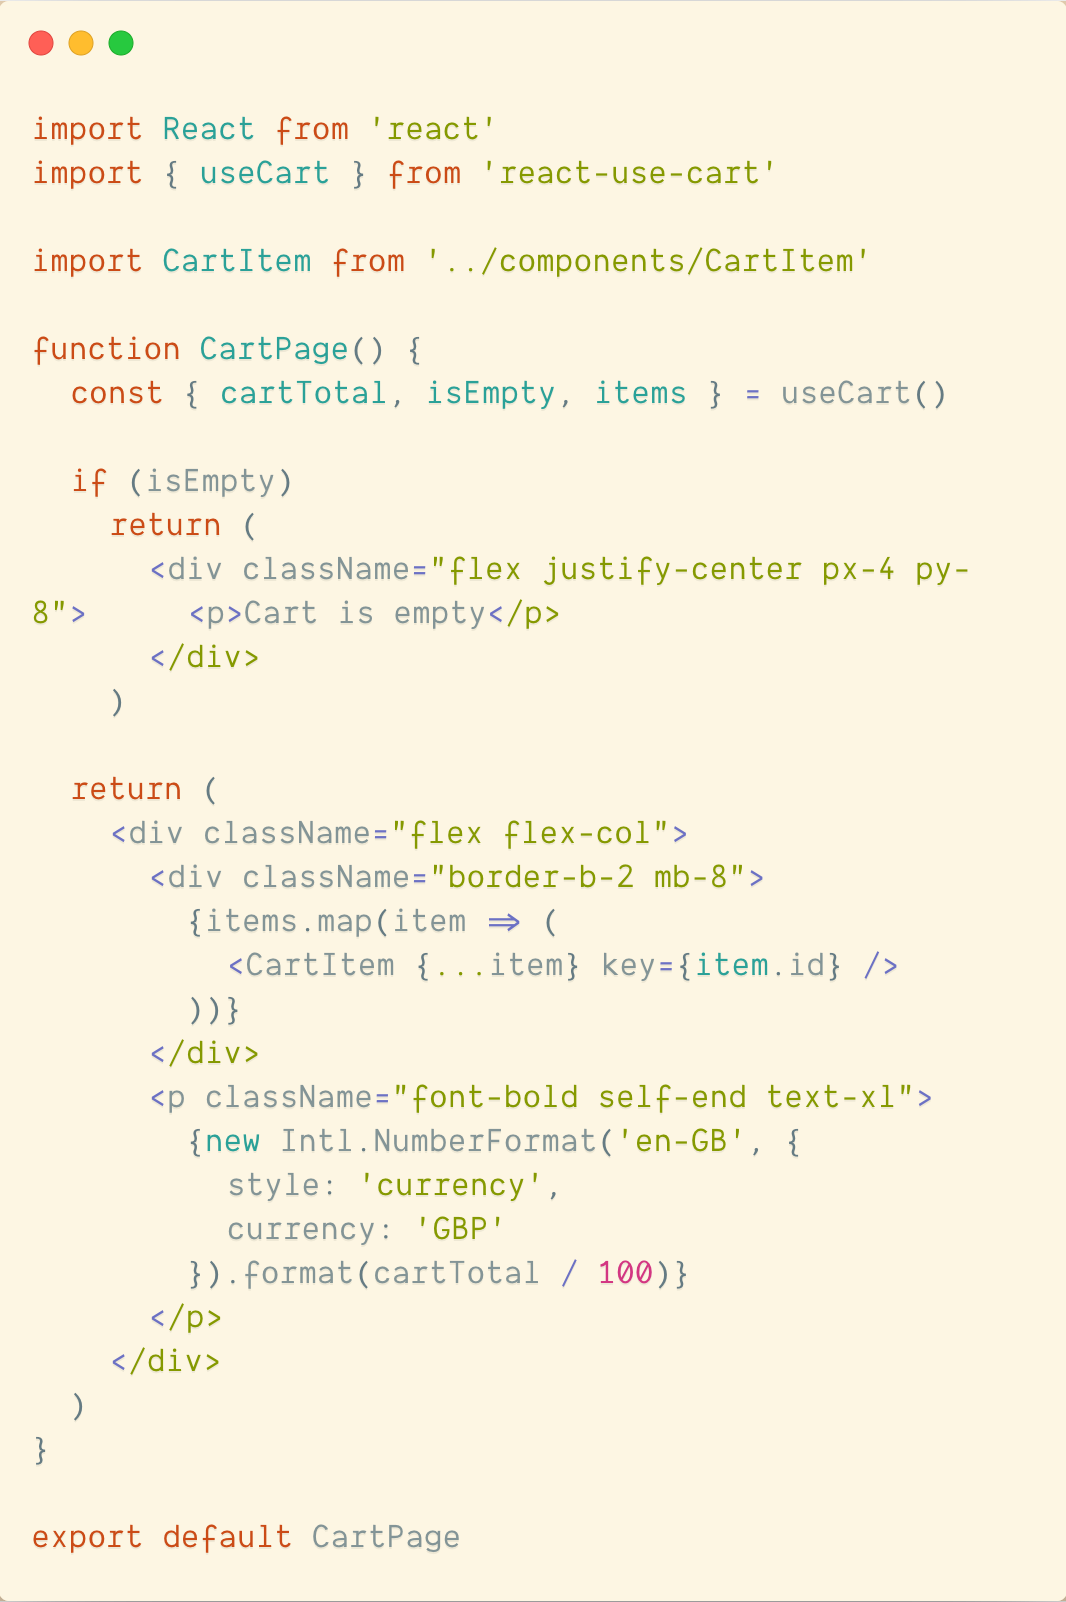 import React from 'react'
import { useCart } from 'react-use-cart'

import CartItem from '../components/CartItem'

function CartPage() {
  const { cartTotal, isEmpty, items } = useCart()

  if (isEmpty)
    return (
      <div className="flex justify-center px-4 py-
8">      <p>Cart is empty</p>
      </div>
    )

  return (
    <div className="flex flex-col">
      <div className="border-b-2 mb-8">
        {items.map(item => (
          <CartItem {...item} key={item.id} />
        ))}
      </div>
      <p className="font-bold self-end text-xl">
        {new Intl.NumberFormat('en-GB', {
          style: 'currency',
          currency: 'GBP'
        }).format(cartTotal / 100)}
      </p>
    </div>
  )
}

export default CartPage